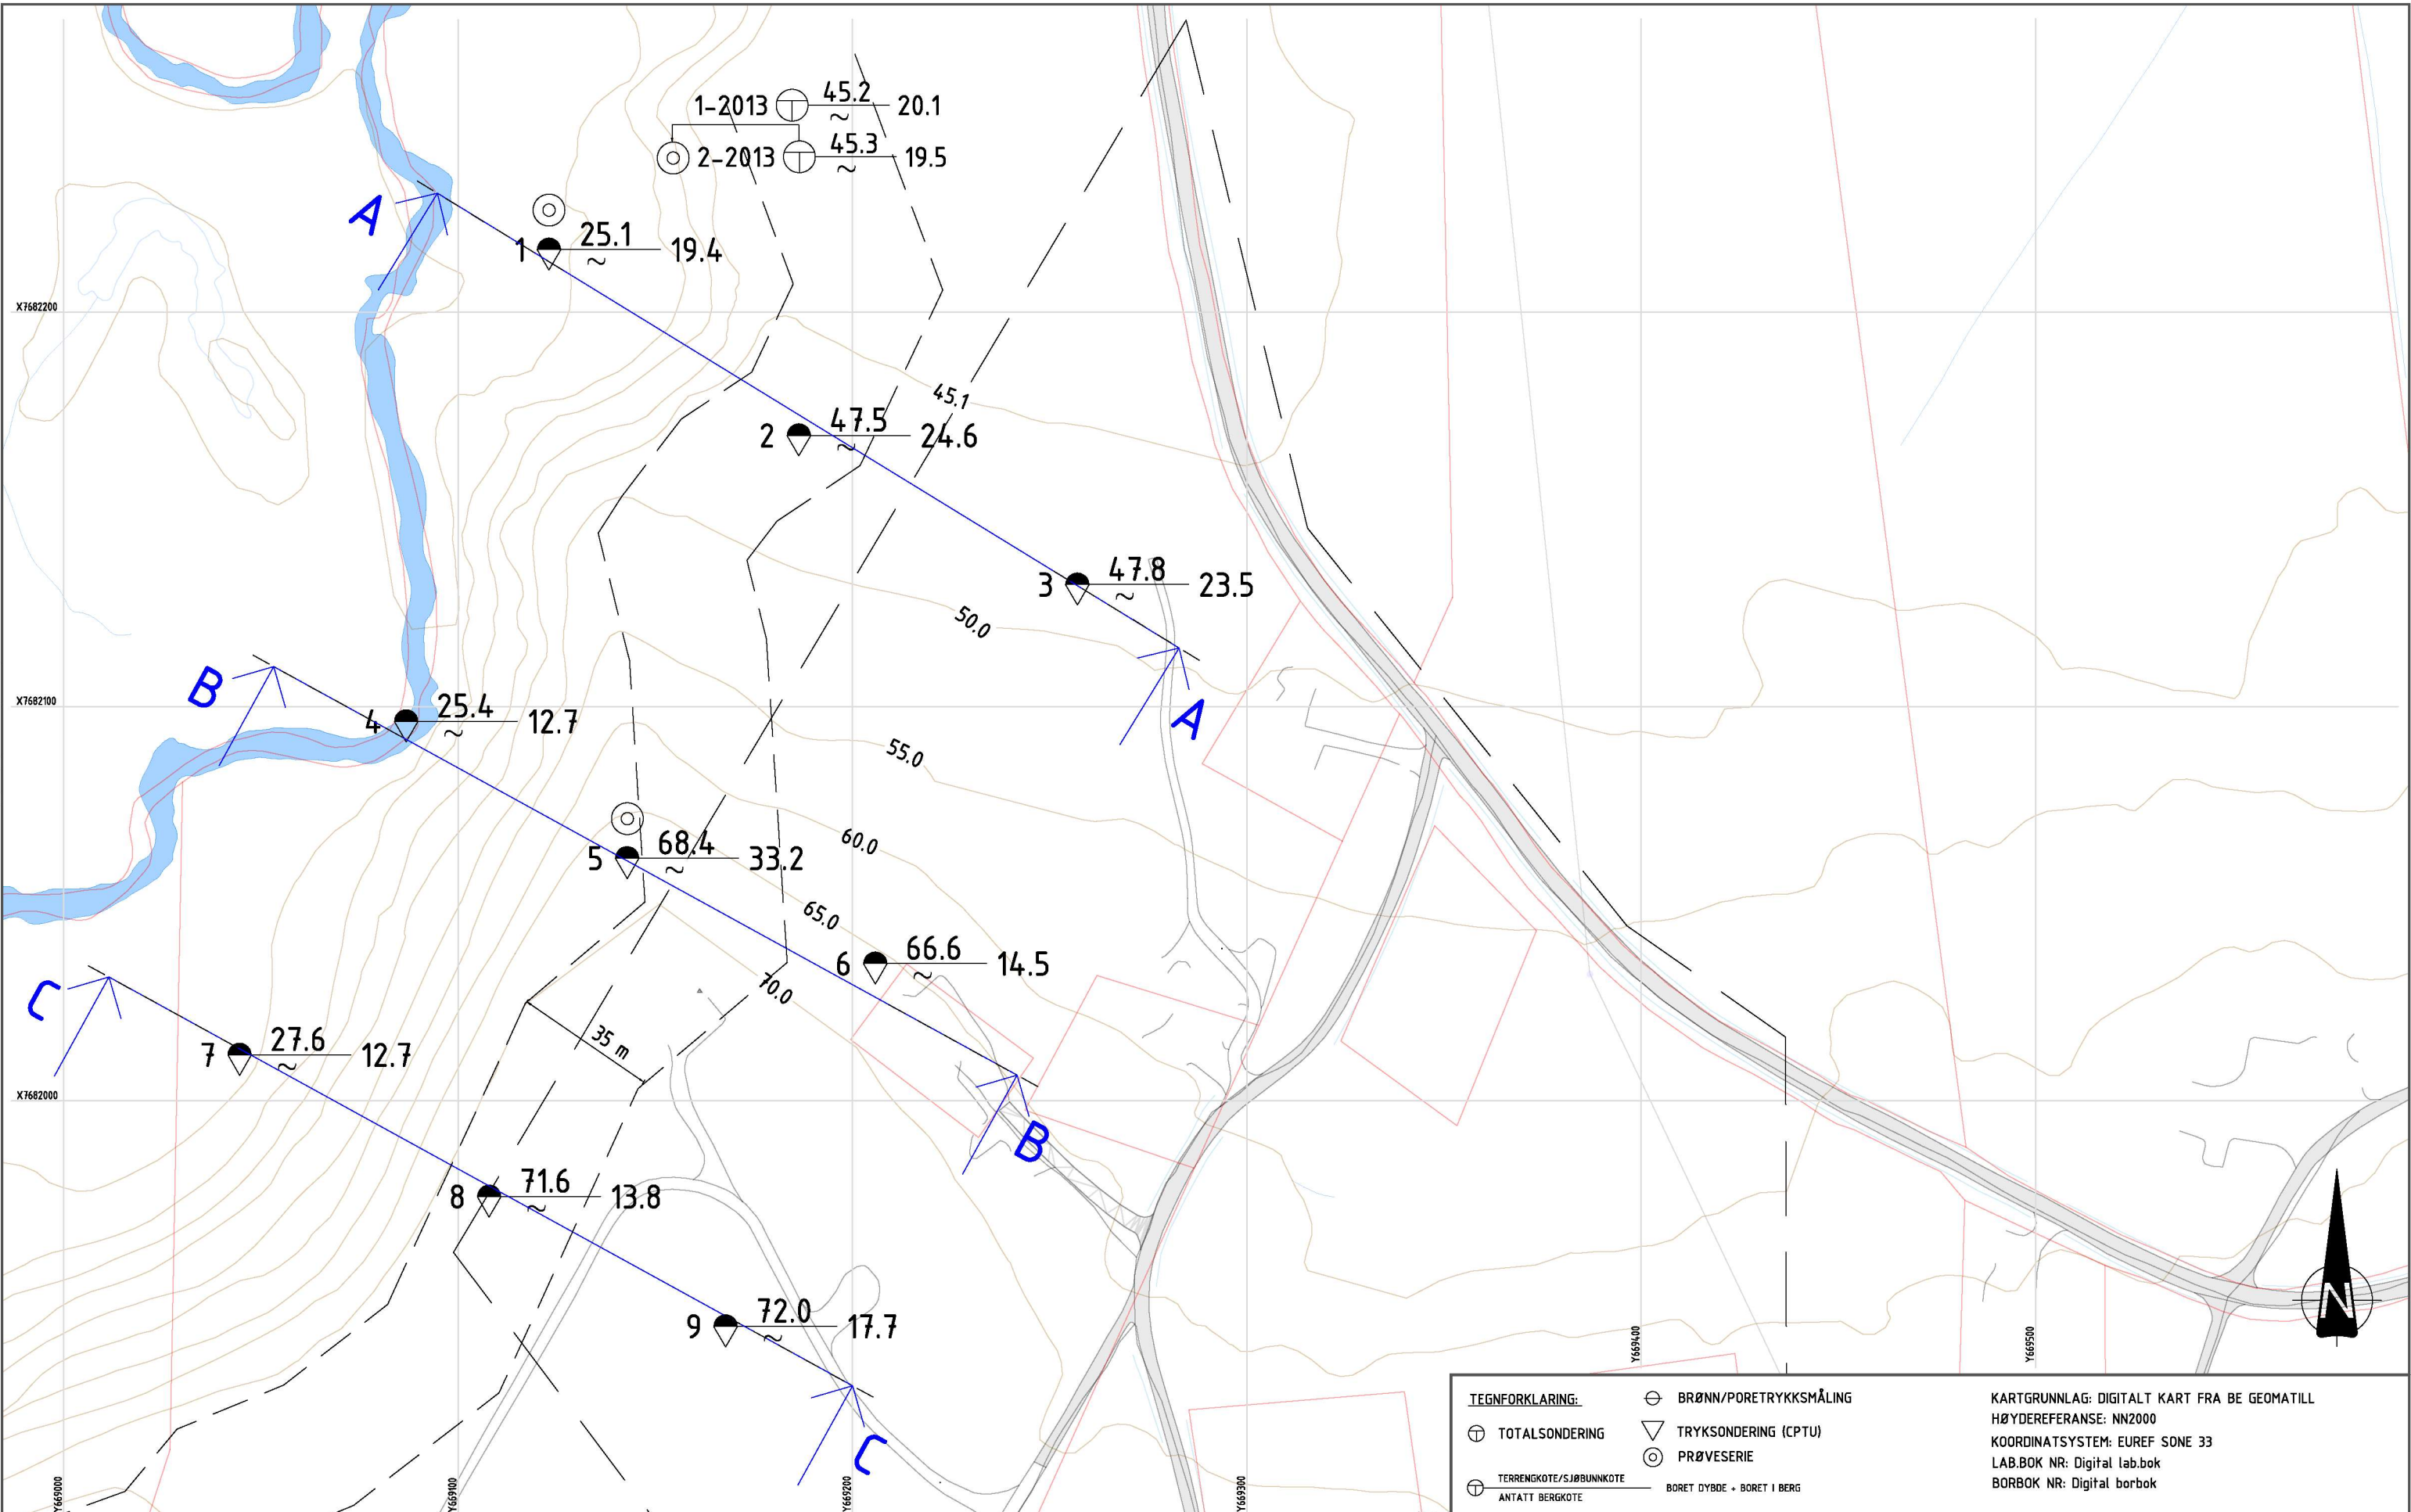 1-2013 45.2 20.1
~
2-2013 45.3 19.5
~
A
1 25.1 19.4
~
X7682200
45.1
2 47.5 24.6
~
3 47.8 23.5
~
50.0
B
X7682100
A
4 25.4 12.7
~
55.0
60.0
5 68.4 33.2
~
65.0
6 66.6 14.5
~
70.0
C
35 m
7 27.6 12.7
~
X7682000
B
8 71.6 13.8
~
9 72.0 17.7
~
C
N
Y669000
Y669100
Y669200
Y669300
Y669400
Y669500
TEGNFORKLARING:
BRØNN/PORETRYKKSMÅLING
TOTALSONDERING
TRYKSONDERING (CPTU)
PRØVESERIE
TERRENGKOTE/SJØBUNNKOTE
ANTATT BERGKOTE
BORET DYBDE + BORET I BERG
KARTGRUNNLAG: DIGITALT KART FRA BE GEOMATILL
HØYDEREFERANSE: NN2000
KOORDINATSYSTEM: EUREF SONE 33
LAB.BOK NR: Digital lab.bok
BORBOK NR: Digital borbok